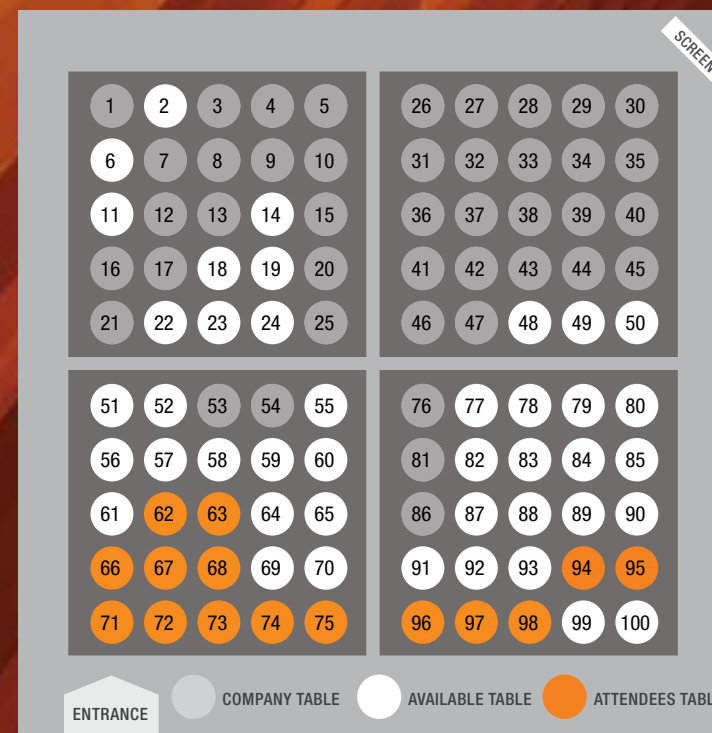 SCREEN
1 2 3 4 5
6 7 8 9 10
11 12 13 14 15
16 17 18 19 20
21 22 23 24 25
26 27 28 29 30
31 32 33 34 35
36 37 38 39 40
41 42 43 44 45
46 47 48 49 50
51 52 53 54 55
56 57 58 59 60
61 62 63 64 65
66 67 68 69 70
71 72 73 74 75
76 77 78 79 80
81 82 83 84 85
86 87 88 89 90
91 92 93 94 95
96 97 98 99 100
ENTRANCE
COMPANY TABLE
AVAILABLE TABLE
ATTENDEES TABL